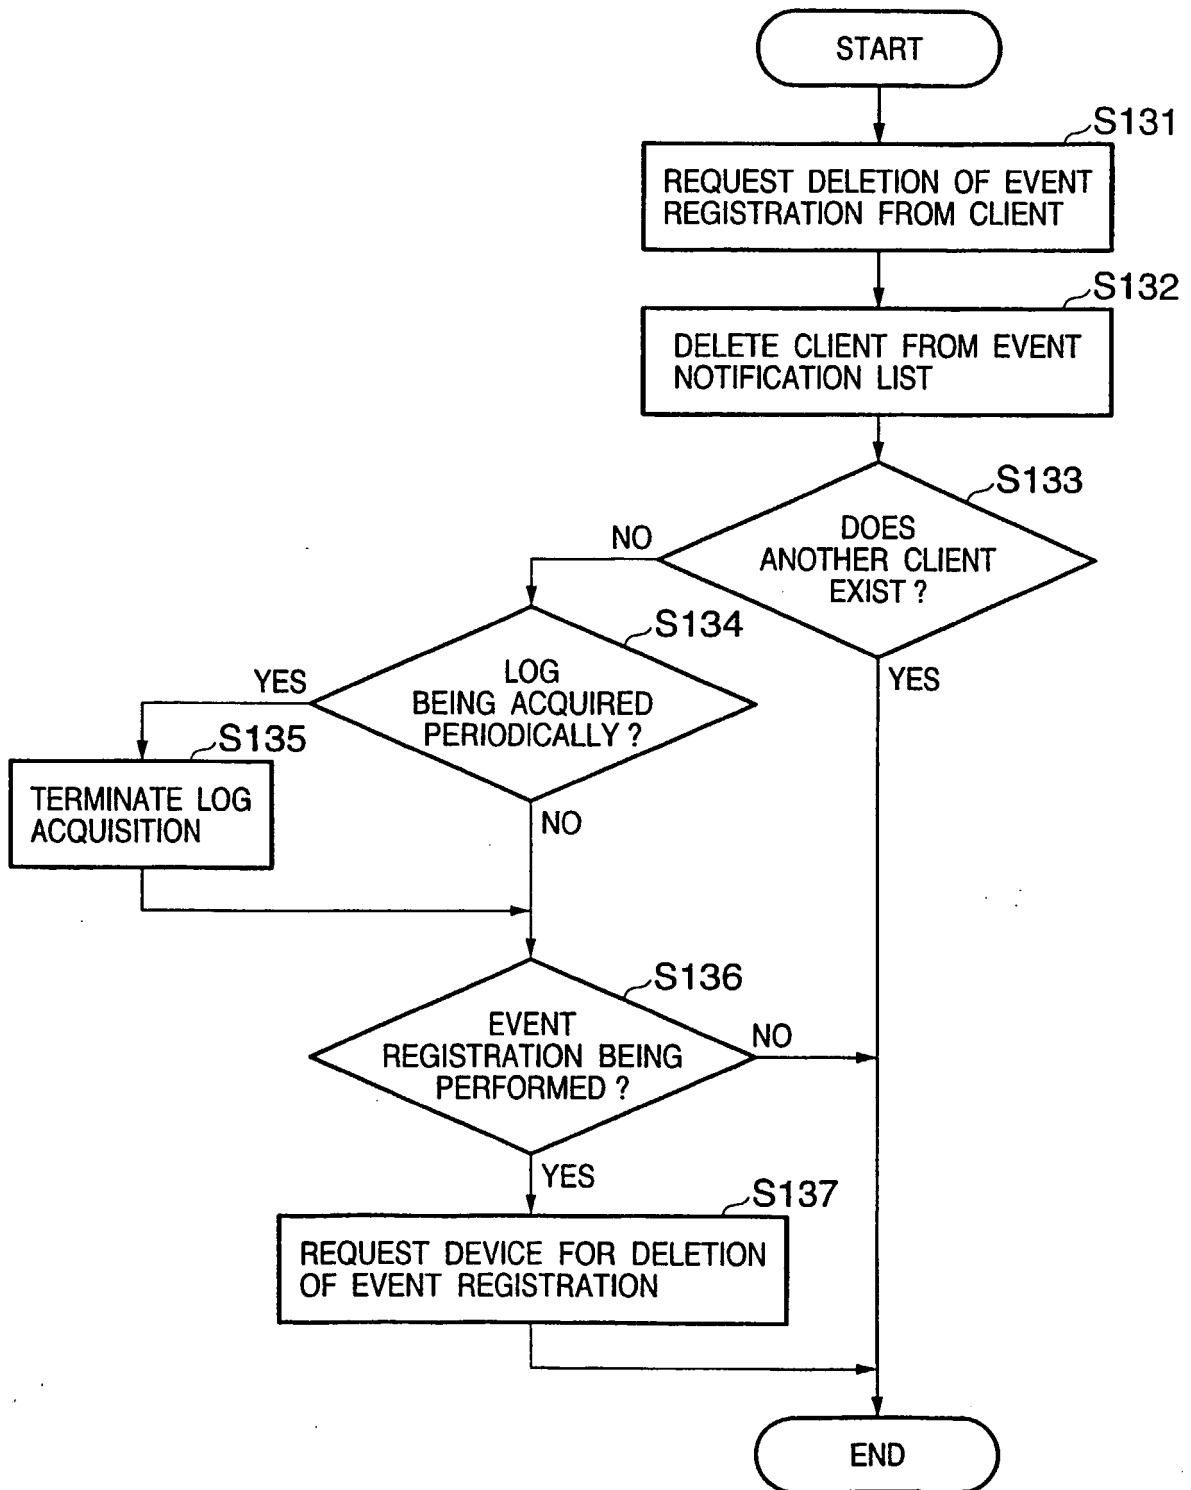 START
S131
REQUEST DELETION OF EVENT
REGISTRATION FROM CLIENT
S132
DELETE CLIENT FROM EVENT
NOTIFICATION LIST
S133
DOES
ANOTHER CLIENT
EXIST ?
NO
YES
S134
LOG
BEING ACQUIRED
PERIODICALLY ?
YES
NO
S135
TERMINATE LOG
ACQUISITION
S136
EVENT
REGISTRATION BEING
PERFORMED ?
NO
YES
S137
REQUEST DEVICE FOR DELETION
OF EVENT REGISTRATION
END